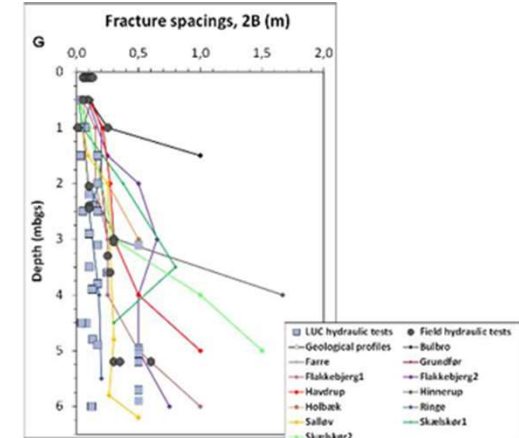 Fracture spacings, 2B (m)
G
0,0 0,5 1,0 1,5 2,0
0
1
2
3
4
5
6
Depth (mbgs)
LUC hydraulic tests Field hydraulic tests
Geological profiles Bulbro
Farre Grundfør
Flakkebjerg1 Flakkebjerg2
Havdrup Hinnerup
Holbæk Ringe
Salløv Skælskør1
Skælskør2